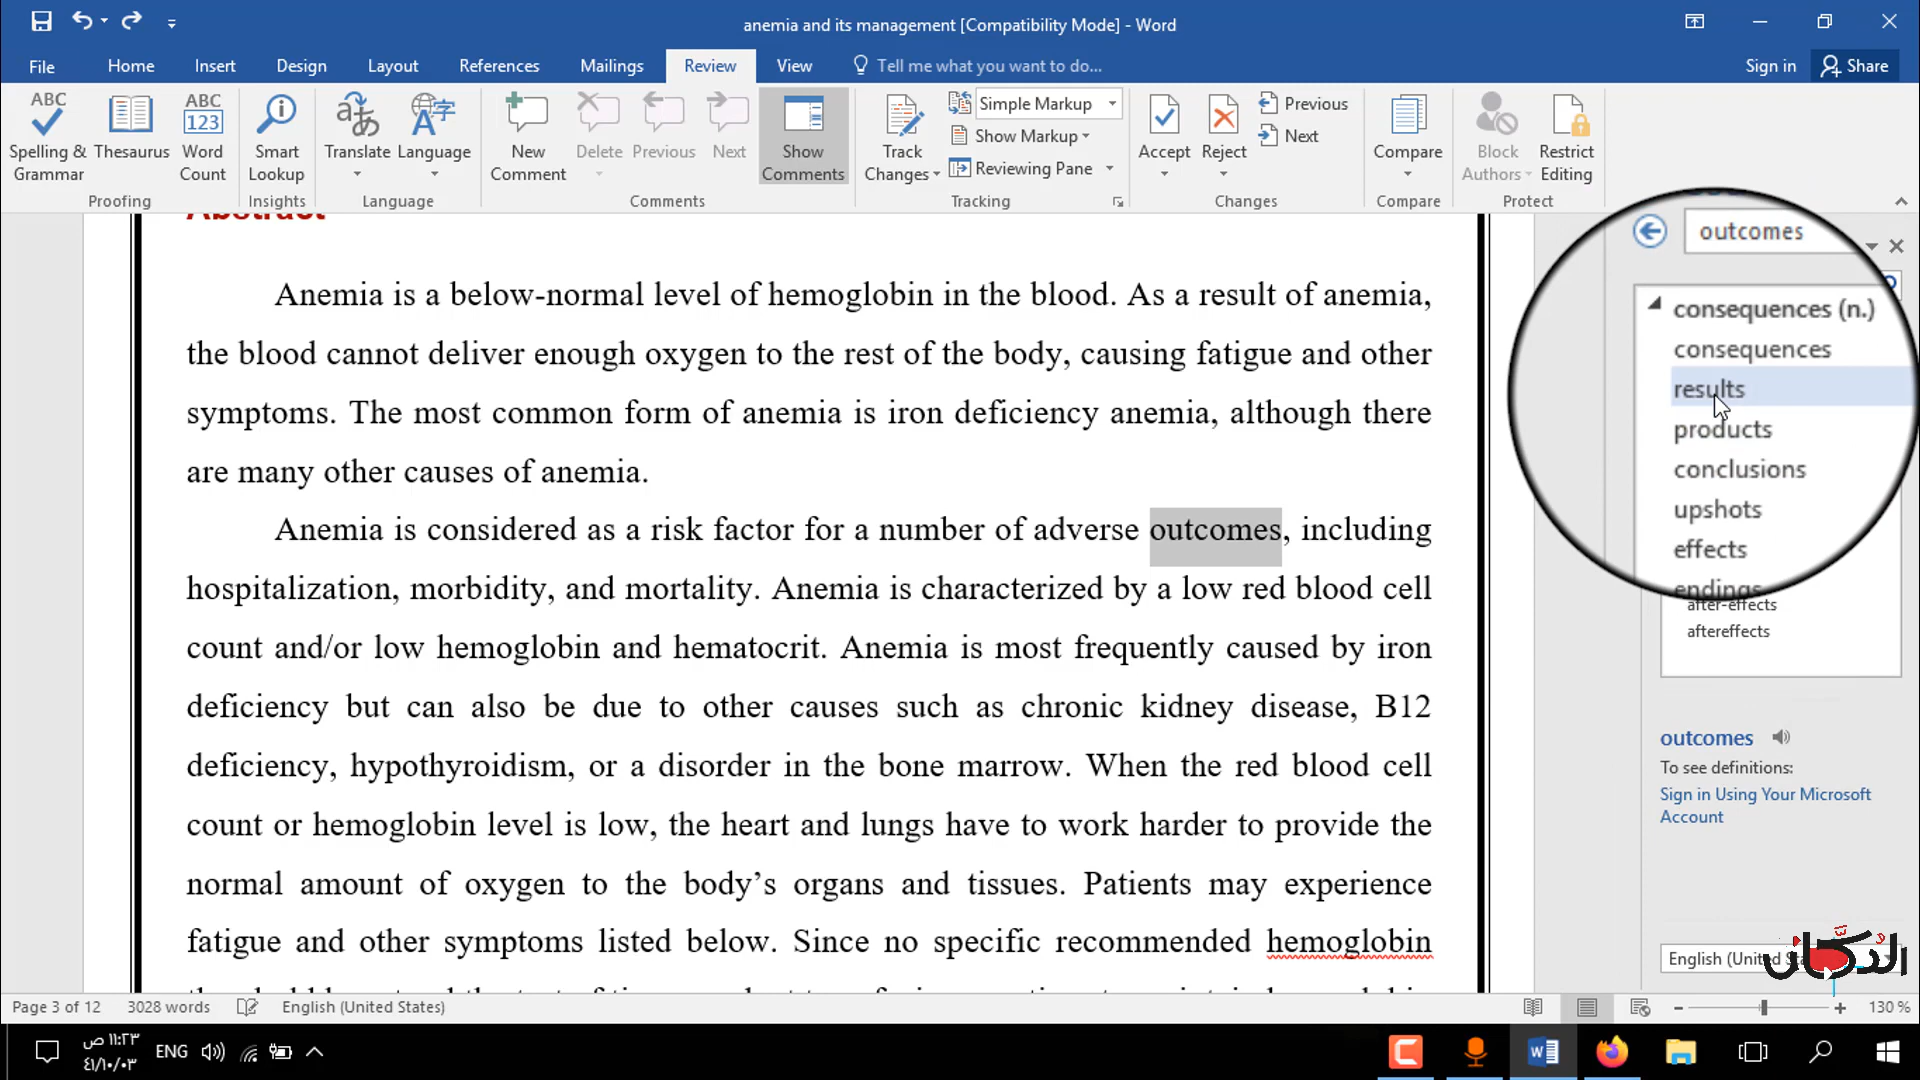 anemia and its management [Compatibility Mode] - Word
File Home Insert Design Layout References Mailings Review View Tell me what you want to do... Sign in Share
ABC Spelling & Grammar
Thesaurus
ABC 123 Word Count
Proofing
Smart Lookup
Insights
Translate
Language
Language
New Comment
Delete
Previous
Next
Show Comments
Comments
Track Changes
Simple Markup
Show Markup
Reviewing Pane
Tracking
Accept
Reject
Previous
Next
Changes
Compare
Compare
Block Authors
Restrict Editing
Protect
Abstract
Anemia is a below-normal level of hemoglobin in the blood. As a result of anemia,
the blood cannot deliver enough oxygen to the rest of the body, causing fatigue and other
symptoms. The most common form of anemia is iron deficiency anemia, although there
are many other causes of anemia.
Anemia is considered as a risk factor for a number of adverse outcomes, including
hospitalization, morbidity, and mortality. Anemia is characterized by a low red blood cell
count and/or low hemoglobin and hematocrit. Anemia is most frequently caused by iron
deficiency but can also be due to other causes such as chronic kidney disease, B12
deficiency, hypothyroidism, or a disorder in the bone marrow. When the red blood cell
count or hemoglobin level is low, the heart and lungs have to work harder to provide the
normal amount of oxygen to the body’s organs and tissues. Patients may experience
fatigue and other symptoms listed below. Since no specific recommended hemoglobin
outcomes
consequences (n.)
consequences
results
products
conclusions
upshots
effects
endings
after-effects
aftereffects
outcomes
To see definitions:
Sign in Using Your Microsoft
Account
English (United
الدُّكَّان
Page 3 of 12 3028 words English (United States) 130 %
١١:٢٣ ص
٤١/١٠/٠٣
ENG